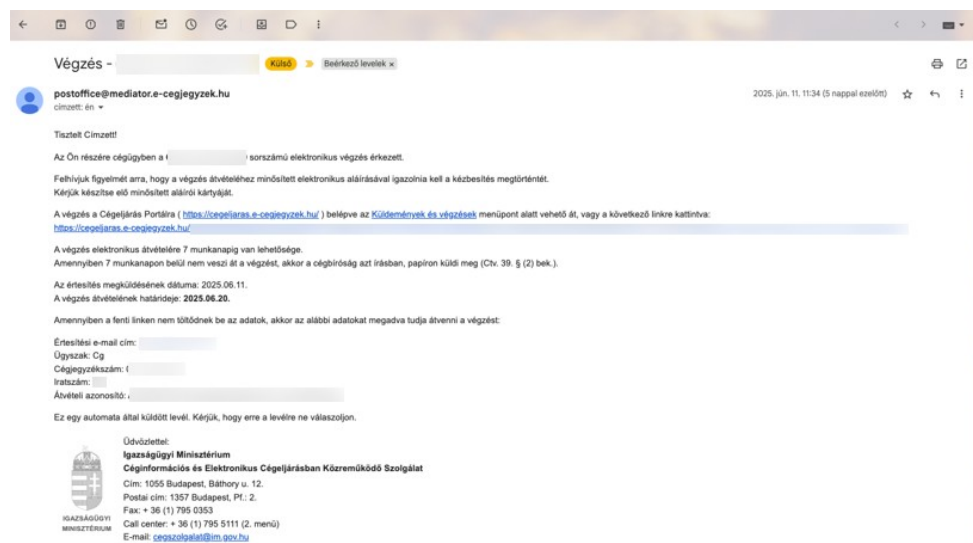 Végzés -
Külső
Beérkező levelek ×
postoffice@mediator.e-cegjegyzek.hu
2025. jún. 11. 11:34 (5 nappal ezelőtt)
címzett: én
Tisztelt Címzett!
Az Ön részére cégügyben a sorszámú elektronikus végzés érkezett.
Felhívjuk figyelmét arra, hogy a végzés átvételéhez minősített elektronikus aláírásával igazolnia kell a kézbesítés megtörténtét.
Kérjük készítse elő minősített aláírói kártyáját.
A végzés a Cégeljárás Portálra ( https://cegeljaras.e-cegjegyzek.hu/ ) belépve az Küldemények és végzések menüpont alatt vehető át, vagy a következő linkre kattintva:
https://cegeljaras.e-cegjegyzek.hu/
A végzés elektronikus átvételére 7 munkanapig van lehetősége.
Amennyiben 7 munkanapon belül nem veszi át a végzést, akkor a cégbíróság azt írásban, papíron küldi meg (Ctv. 39. § (2) bek.).
Az értesítés megküldésének dátuma: 2025.06.11.
A végzés átvételének határideje: 2025.06.20.
Amennyiben a fenti linken nem töltődnek be az adatok, akkor az alábbi adatokat megadva tudja átvenni a végzést:
Értesítési e-mail cím:
Ügyszak: Cg
Cégjegyzékszám:
Iratszám:
Átvételi azonosító:
Ez egy automata által küldött levél. Kérjük, hogy erre a levélre ne válaszoljon.
Üdvözlettel:
Igazságügyi Minisztérium
Céginformációs és Elektronikus Cégeljárásban Közreműködő Szolgálat
Cím: 1055 Budapest, Báthory u. 12.
Postai cím: 1357 Budapest, Pf.: 2.
Fax: + 36 (1) 795 0353
Call center: + 36 (1) 795 5111 (2. menü)
E-mail: cegszolgalat@im.gov.hu
IGAZSÁGÜGYI
MINISZTÉRIUM